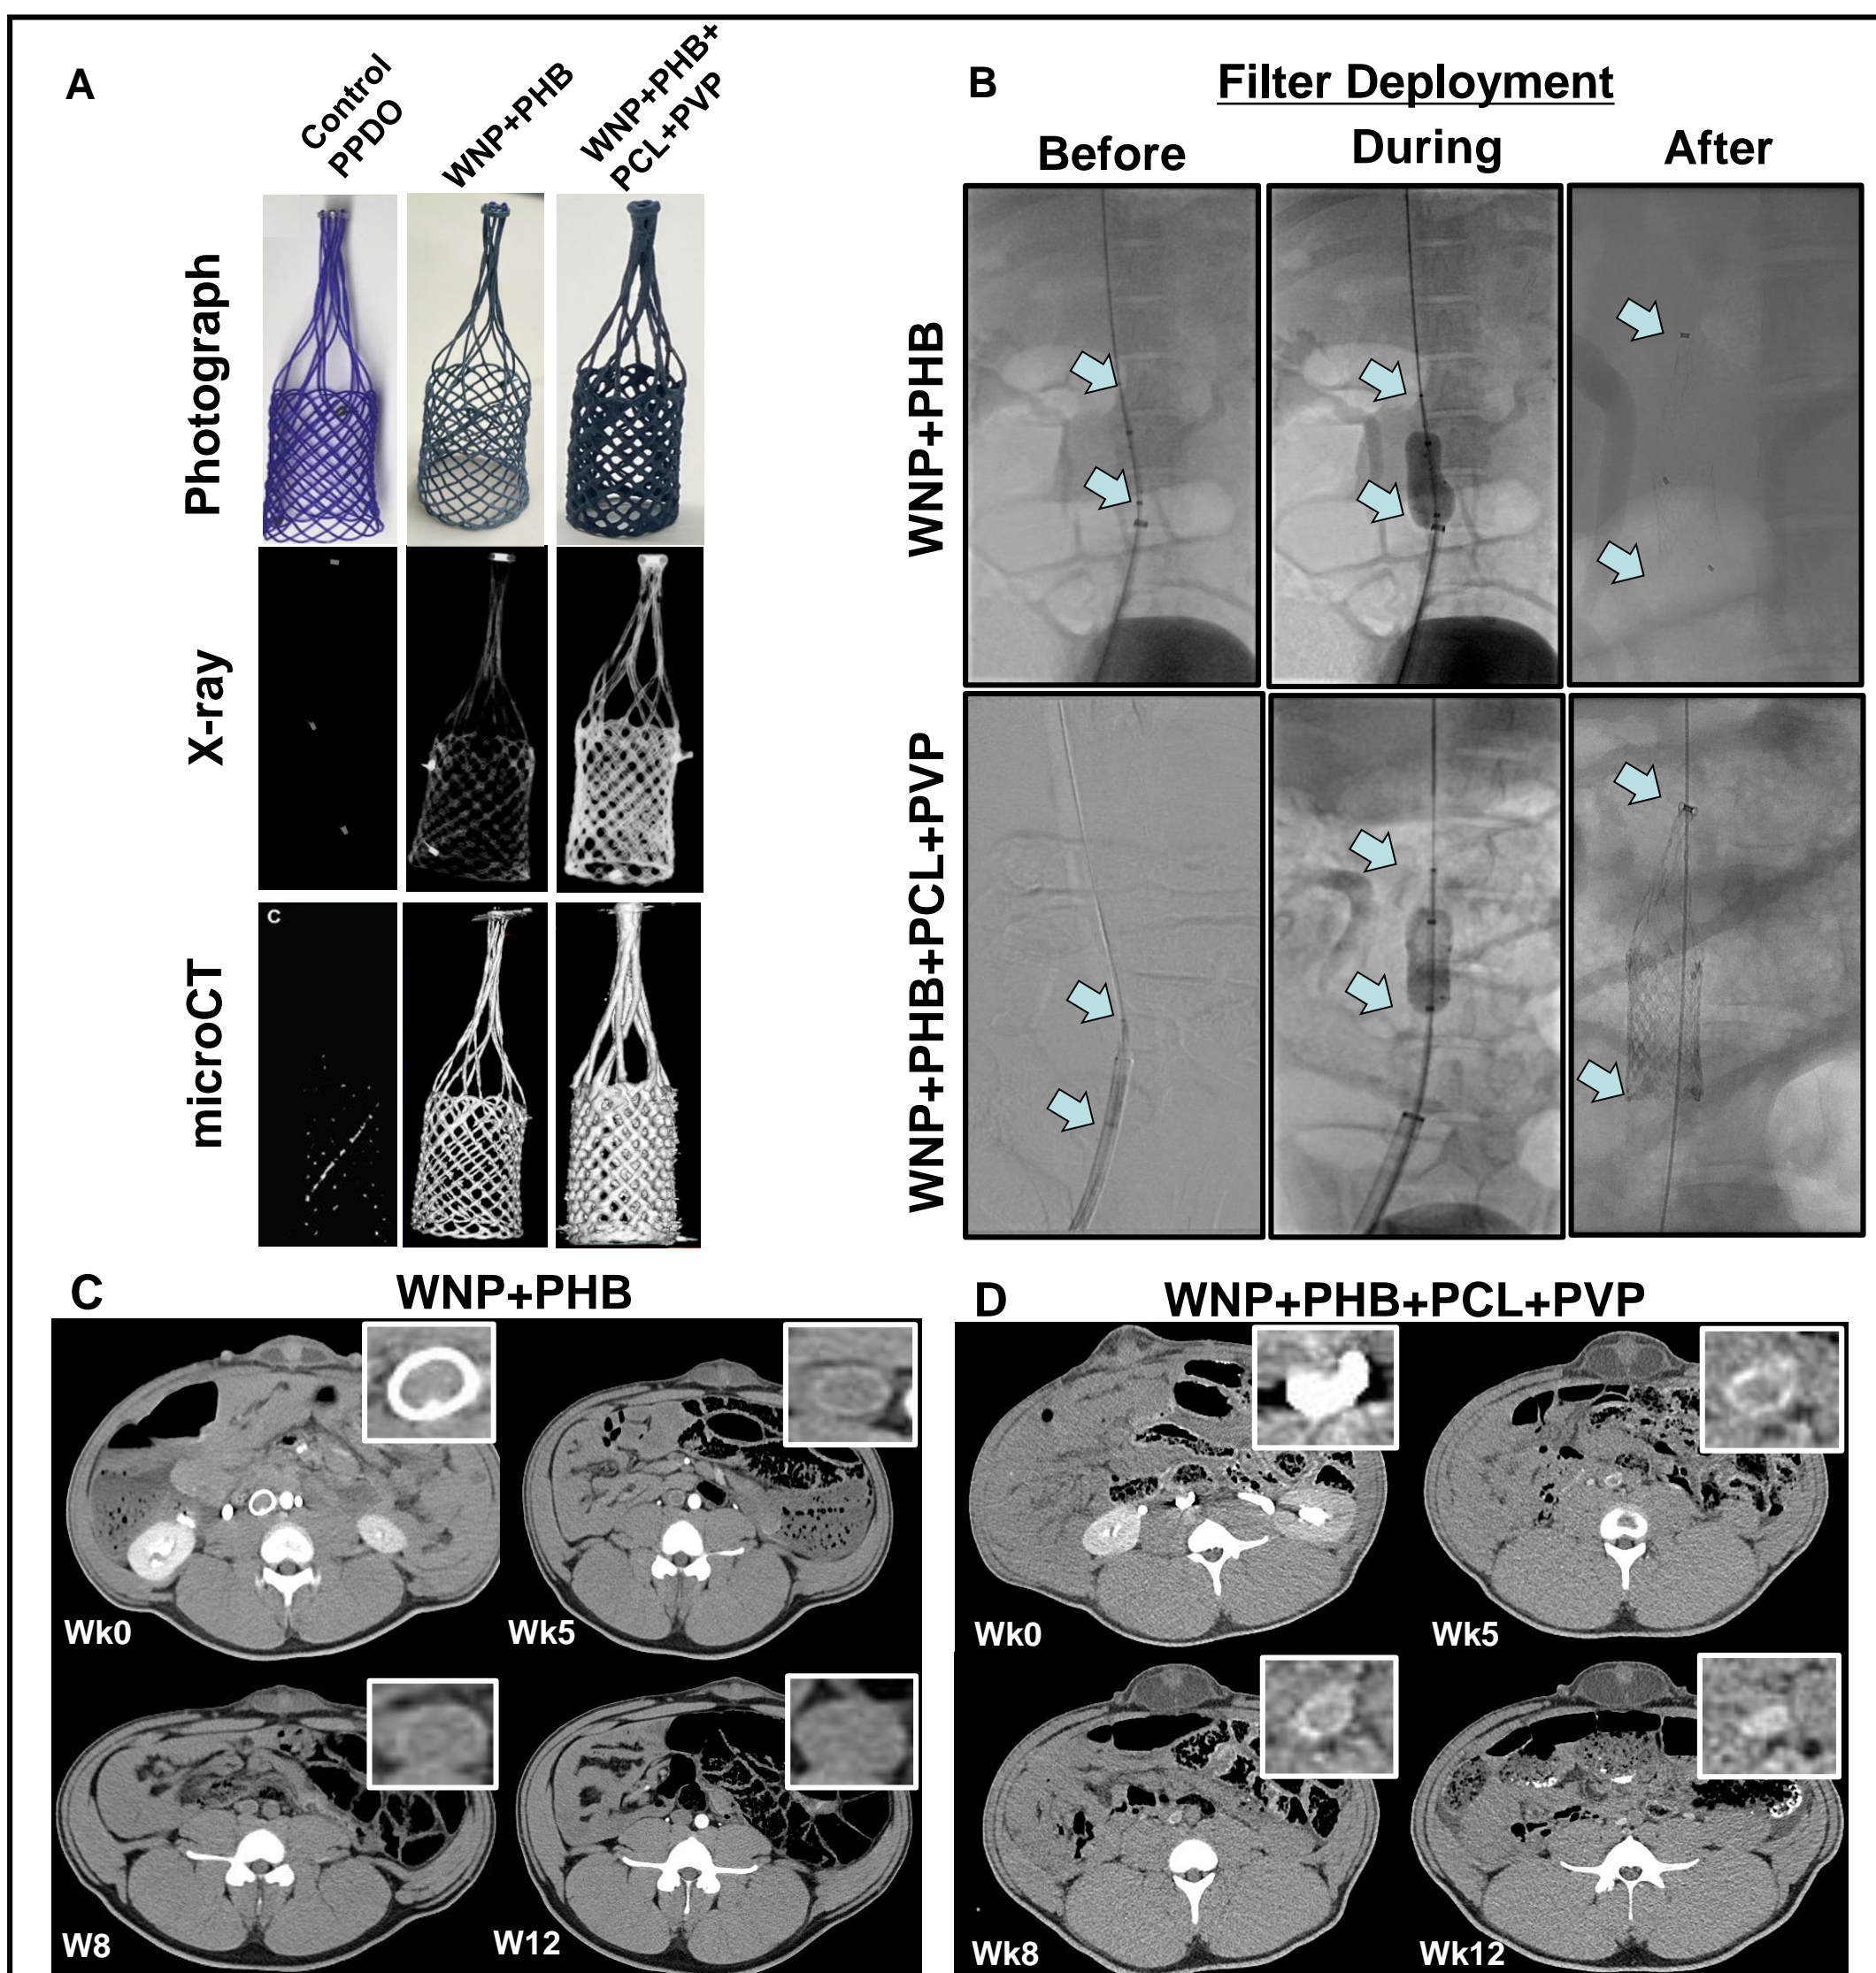 A
Control
PPDO
WNP+PHB
WNP+PHB+
PCL+PVP
Photograph
X-ray
microCT
C
B
Filter Deployment
Before
During
After
WNP+PHB
WNP+PHB+PCL+PVP
C
WNP+PHB
Wk0
Wk5
W8
W12
D
WNP+PHB+PCL+PVP
Wk0
Wk5
Wk8
Wk12